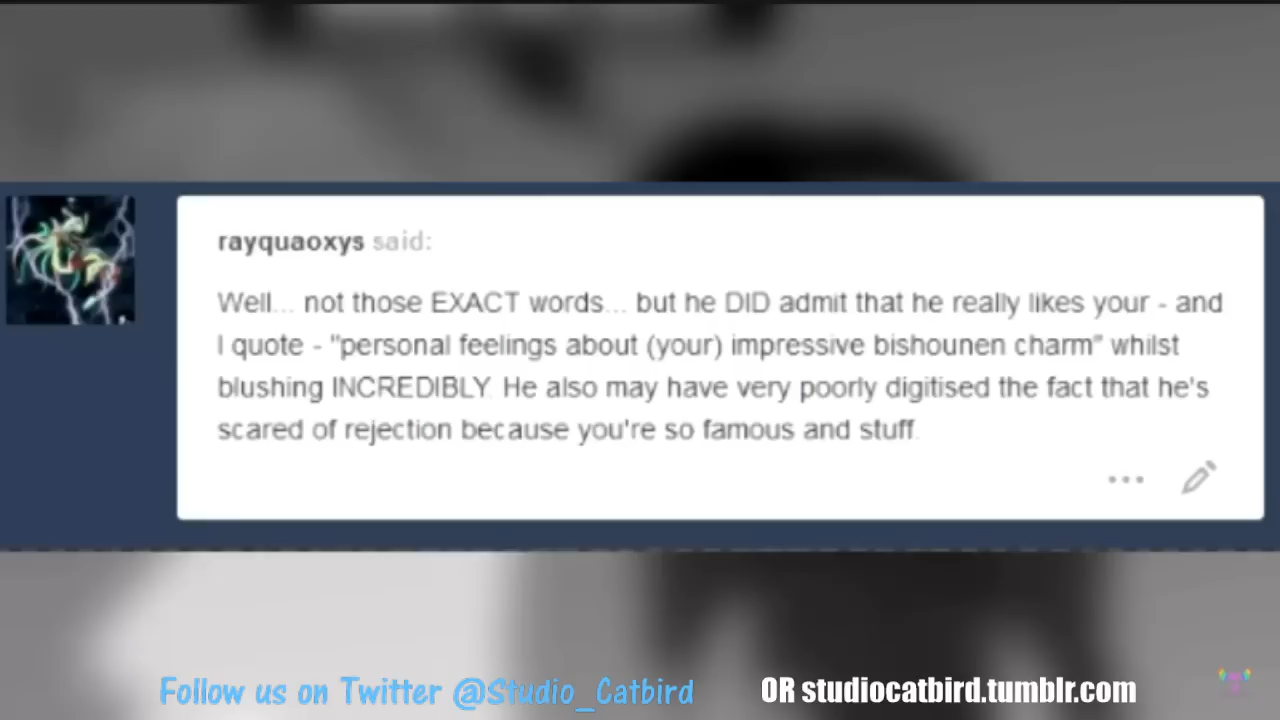 rayquaoxys said:
Well... not those EXACT words... but he DID admit that he really likes your - and
I quote - "personal feelings about (your) impressive bishounen charm" whilst
blushing INCREDIBLY. He also may have very poorly digitised the fact that he's
scared of rejection because you're so famous and stuff.
Follow us on Twitter @Studio_Catbird OR studiocatbird.tumblr.com